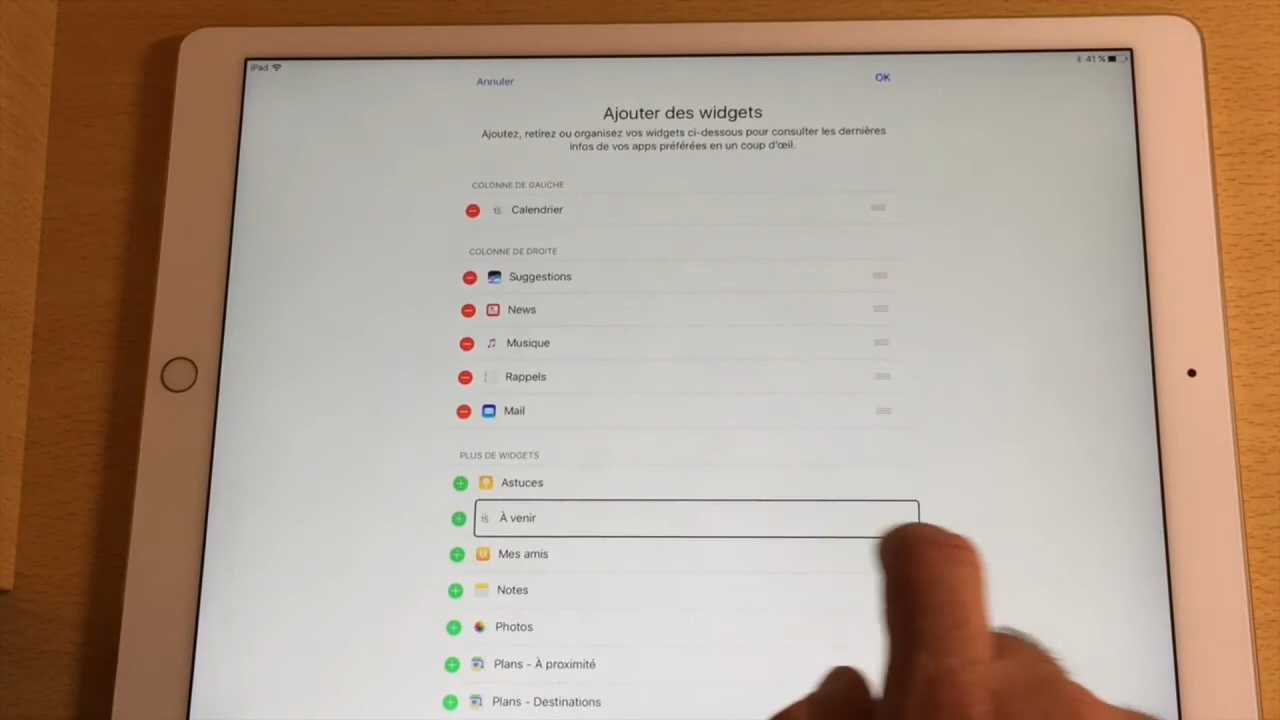 iPad
41 %
Annuler
OK
Ajouter des widgets
Ajoutez, retirez ou organisez vos widgets ci-dessous pour consulter les dernières
infos de vos apps préférées en un coup d'œil.
COLONNE DE GAUCHE
15 Calendrier
COLONNE DE DROITE
Suggestions
News
Musique
Rappels
Mail
PLUS DE WIDGETS
Astuces
15 À venir
Mes amis
Notes
Photos
Plans - À proximité
Plans - Destinations